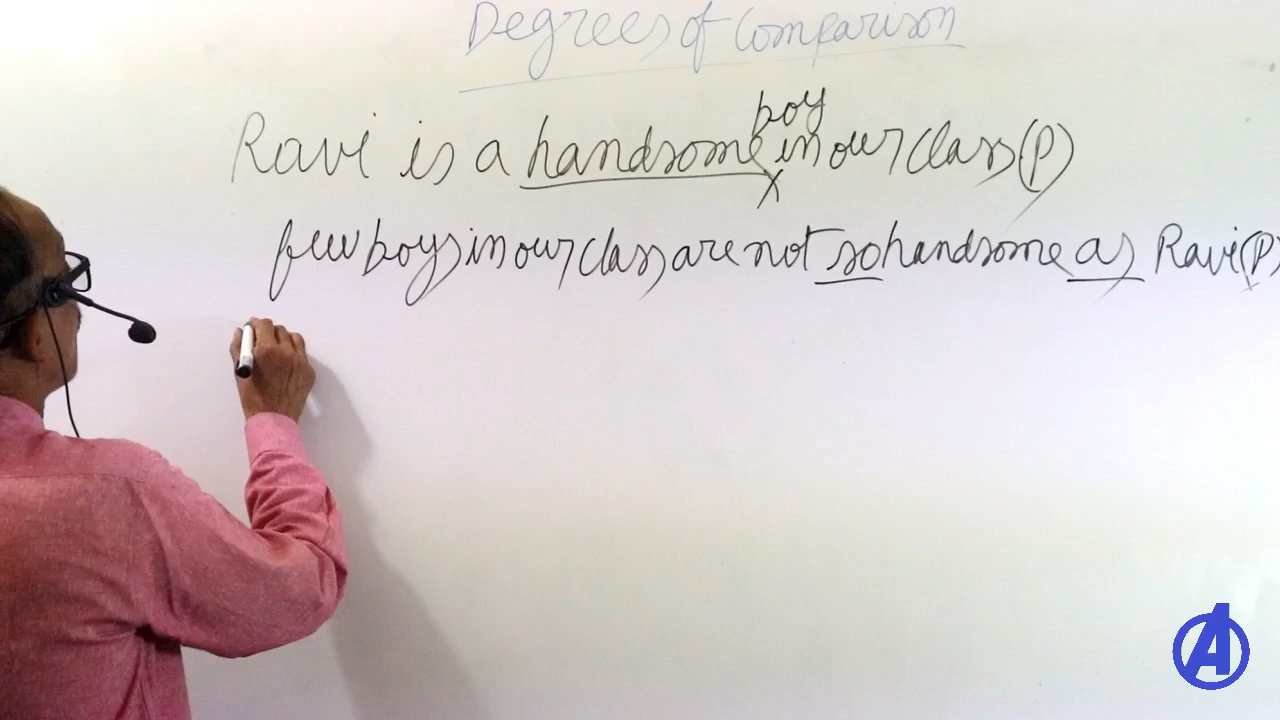 Degrees of Comparison
boy
Ravi is a handsome in our class (P)
x
few boys in our class are not so handsome as Ravi (P)
A